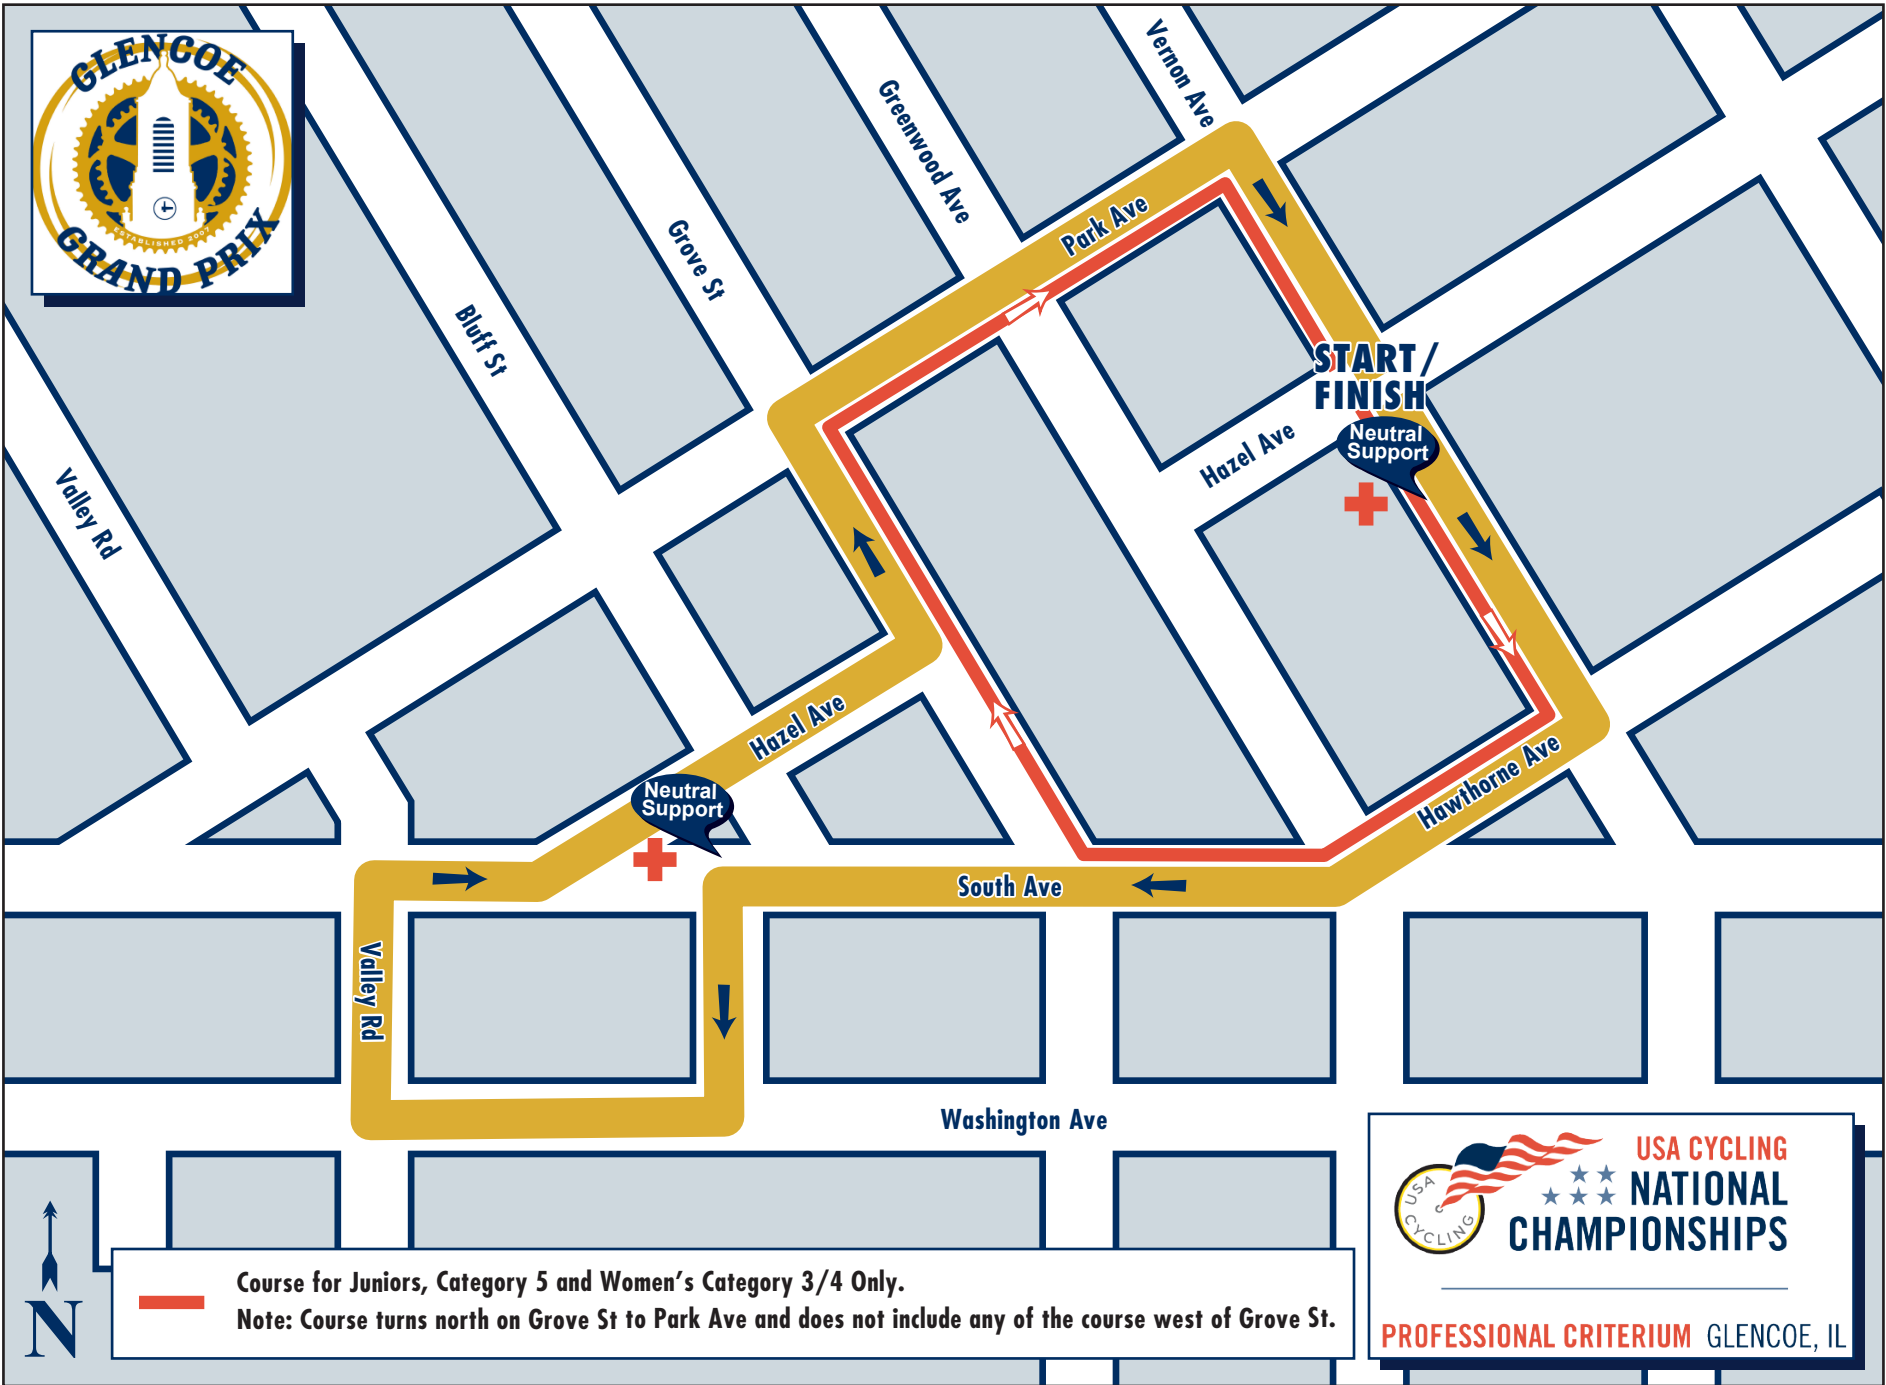 GLENCOE
ESTABLISHED 2007
GRAND PRIX
Vernon Ave
Greenwood Ave
Park Ave
Grove St
Bluff St
START/
FINISH
Neutral
Support
Hazel Ave
Valley Rd
Hazel Ave
Hawthorne Ave
Neutral
Support
South Ave
Valley Rd
Washington Ave
N
Course for Juniors, Category 5 and Women's Category 3/4 Only.
Note: Course turns north on Grove St to Park Ave and does not include any of the course west of Grove St.
USA
CYCLING
USA CYCLING
NATIONAL
CHAMPIONSHIPS
PROFESSIONAL CRITERIUM GLENCOE, IL